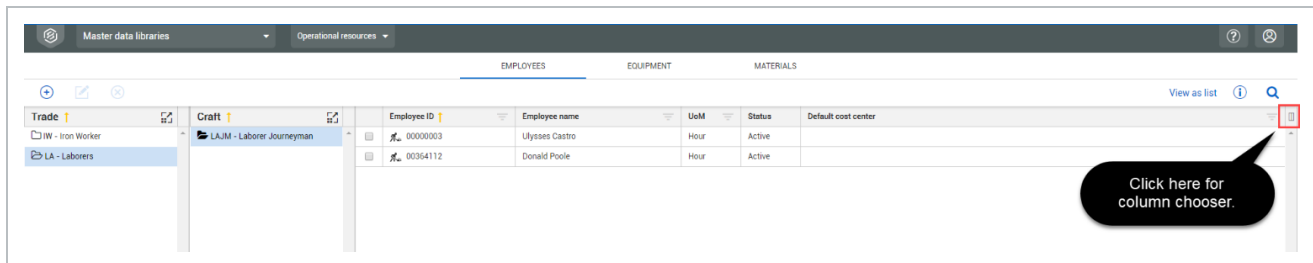 Master data libraries
Operational resources
EMPLOYEES EQUIPMENT MATERIALS
View as list
Trade Craft Employee ID Employee name UoM Status Default cost center
IW - Iron Worker LAJM - Laborer Journeyman 00000003 Ulysses Castro Hour Active
LA - Laborers 00364112 Donald Poole Hour Active
Click here for
column chooser.